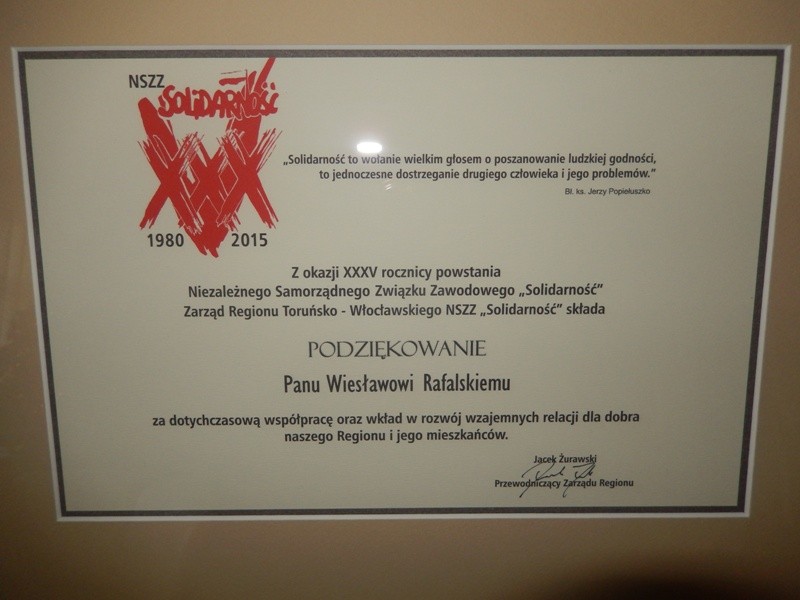 NSZZ
SOLIDARNOŚĆ
XXXV
1980 2015
„Solidarność to wołanie wielkim głosem o poszanowanie ludzkiej godności,
to jednoczesne dostrzeganie drugiego człowieka i jego problemów.”
Bł. ks. Jerzy Popiełuszko
Z okazji XXXV rocznicy powstania
Niezależnego Samorządnego Związku Zawodowego „Solidarność”
Zarząd Regionu Toruńsko - Włocławskiego NSZZ „Solidarność” składa
PODZIĘKOWANIE
Panu Wiesławowi Rafalskiemu
za dotychczasową współpracę oraz wkład w rozwój wzajemnych relacji dla dobra
naszego Regionu i jego mieszkańców.
Jacek Żurawski
Przewodniczący Zarządu Regionu